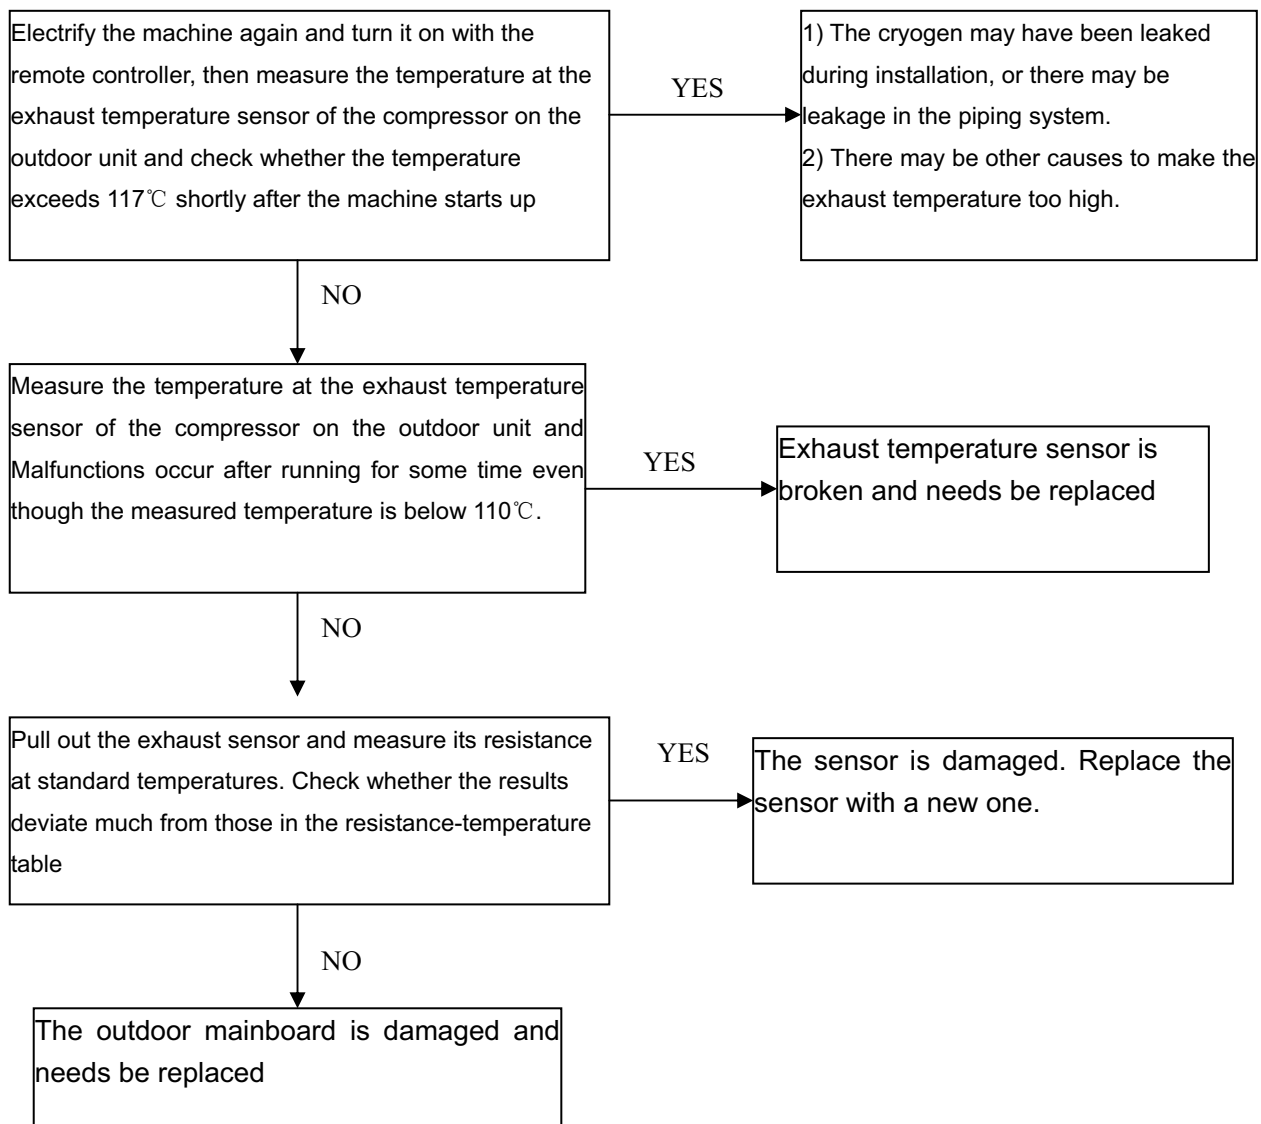 Electrify the machine again and turn it on with the
remote controller, then measure the temperature at the
exhaust temperature sensor of the compressor on the
outdoor unit and check whether the temperature
exceeds 117℃ shortly after the machine starts up
YES
1) The cryogen may have been leaked
during installation, or there may be
leakage in the piping system.
2) There may be other causes to make the
exhaust temperature too high.
NO
Measure the temperature at the exhaust temperature
sensor of the compressor on the outdoor unit and
Malfunctions occur after running for some time even
though the measured temperature is below 110℃.
YES
Exhaust temperature sensor is
broken and needs be replaced
NO
Pull out the exhaust sensor and measure its resistance
at standard temperatures. Check whether the results
deviate much from those in the resistance-temperature
table
YES
The sensor is damaged. Replace the
sensor with a new one.
NO
The outdoor mainboard is damaged and
needs be replaced